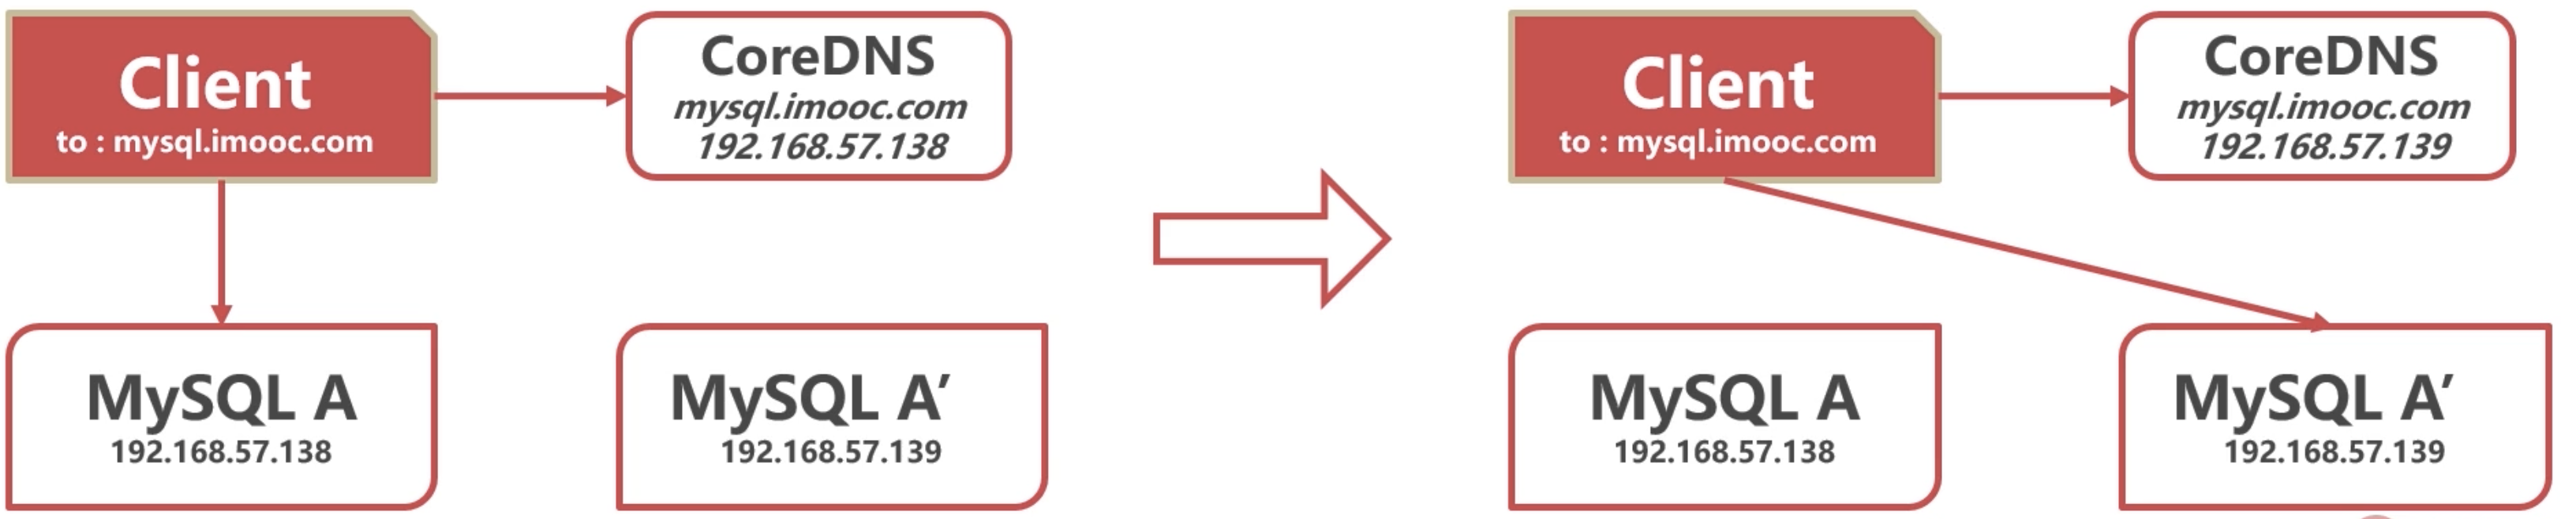 Client
to : mysql.imooc.com
CoreDNS
mysql.imooc.com
192.168.57.138
MySQL A
192.168.57.138
MySQL A’
192.168.57.139
Client
to : mysql.imooc.com
CoreDNS
mysql.imooc.com
192.168.57.139
MySQL A
192.168.57.138
MySQL A’
192.168.57.139